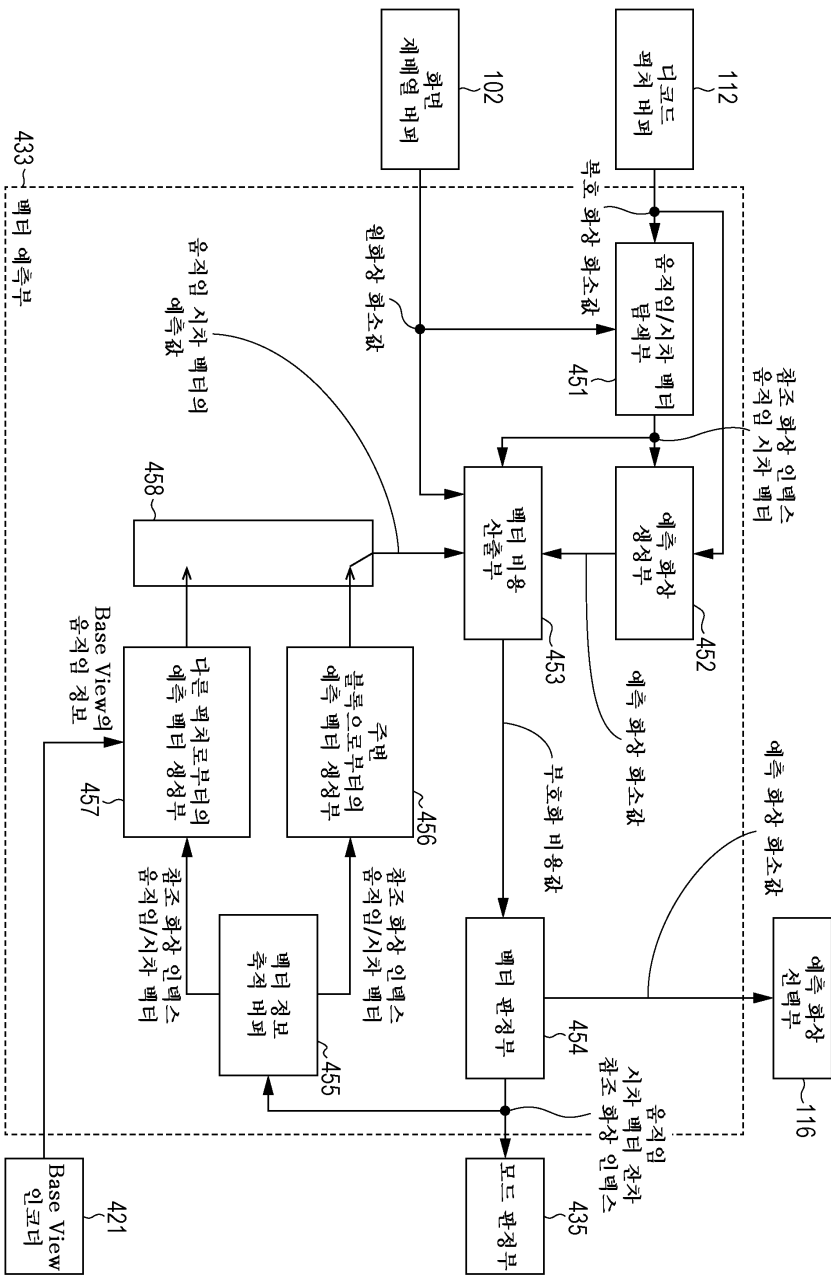 112
디코드
픽처 버퍼
102
화면
재배열 버퍼
433
벡터 예측부
부호 화상 화소값
원화상 화소값
움직임/시차 벡터
탐색부
451
참조 화상 인덱스
움직임 시차 벡터
예측 화상
생성부
452
벡터 비용
산출부
453
예측 화상 화소값
움직임 시차 벡터의
예측값
458
부호화 비용값
예측 화상 화소값
예측 화상
선택부
116
벡터 판정부
454
움직임
시차 벡터 잔차
참조 화상 인덱스
모드 판정부
435
주변
블록으로부터의
예측 벡터 생성부
456
다른 픽처로부터의
예측 벡터 생성부
457
Base View의
움직임 정보
참조 화상 인덱스
움직임/시차 벡터
참조 화상 인덱스
움직임/시차 벡터
벡터 정보
축적 버퍼
455
Base View
인코더
421